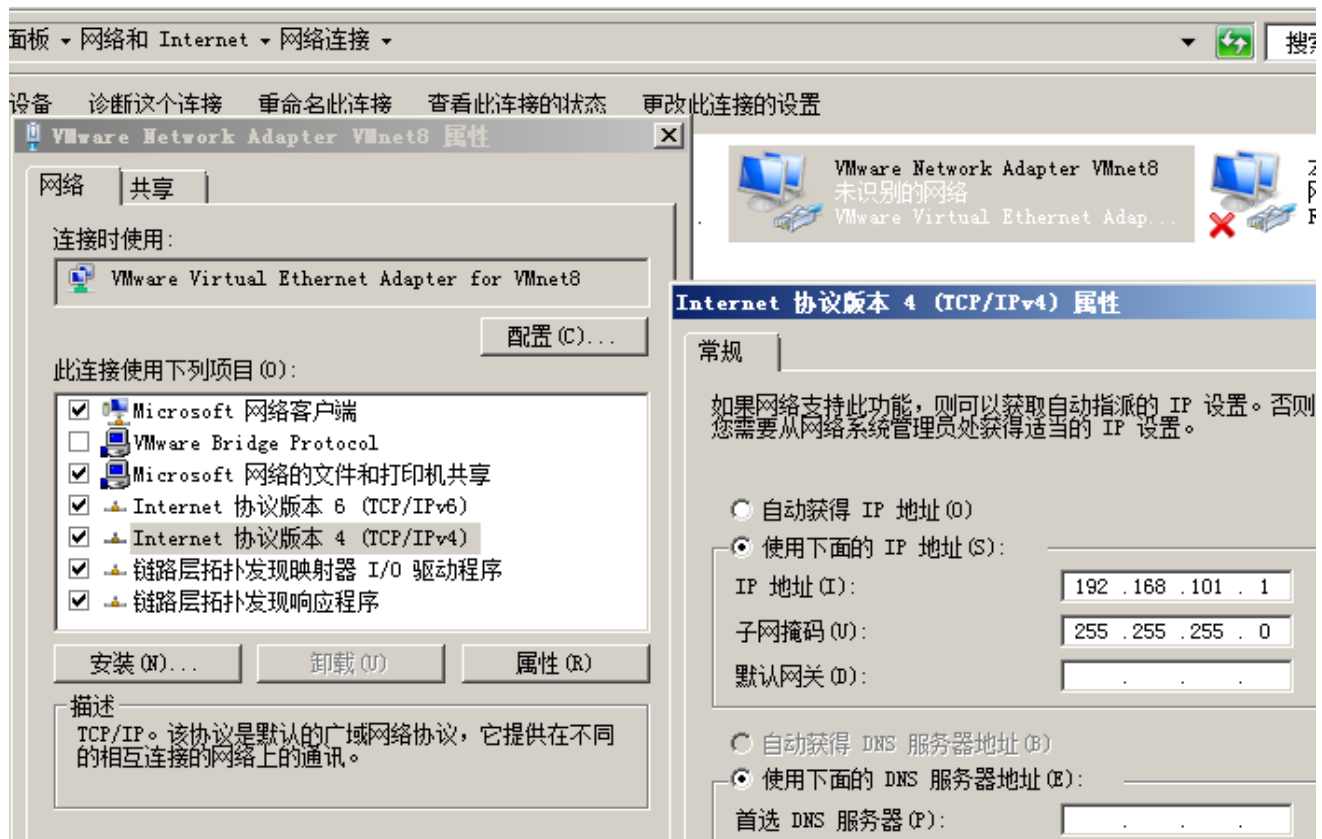 面板 ▾ 网络和 Internet ▾ 网络连接 ▾
设备 诊断这个连接 重命名此连接 查看此连接的状态 更改此连接的设置
VMware Network Adapter VMnet8 属性
网络 共享
连接时使用:
VMware Virtual Ethernet Adapter for VMnet8
配置(C)...
此连接使用下列项目(O):
Microsoft 网络客户端
VMware Bridge Protocol
Microsoft 网络的文件和打印机共享
Internet 协议版本 6 (TCP/IPv6)
Internet 协议版本 4 (TCP/IPv4)
链路层拓扑发现映射器 I/O 驱动程序
链路层拓扑发现响应程序
安装(N)... 卸载(U) 属性(R)
描述
TCP/IP。该协议是默认的广域网络协议，它提供在不同
的相互连接的网络上的通讯。
VMware Network Adapter VMnet8
未识别的网络
VMware Virtual Ethernet Adap...
Internet 协议版本 4 (TCP/IPv4) 属性
常规
如果网络支持此功能，则可以获取自动指派的 IP 设置。否则
您需要从网络系统管理员处获得适当的 IP 设置。
自动获得 IP 地址(O)
使用下面的 IP 地址(S):
IP 地址(I): 192 .168 .101 . 1
子网掩码(U): 255 .255 .255 . 0
默认网关(D): . . .
自动获得 DNS 服务器地址(B)
使用下面的 DNS 服务器地址(E):
首选 DNS 服务器(P): . . .